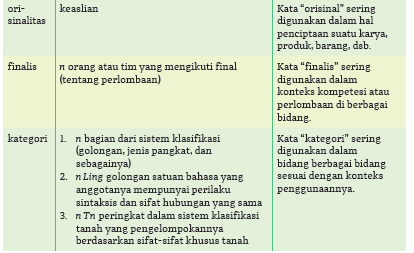 ori-
sinalitas
keaslian
Kata “orisinal” sering
digunakan dalam hal
penciptaan suatu karya,
produk, barang, dsb.
finalis
n orang atau tim yang mengikuti final
(tentang perlombaan)
Kata “finalis” sering
digunakan dalam
konteks kompetesi atau
perlombaan di berbagai
bidang.
kategori
1. n bagian dari sistem klasifikasi
(golongan, jenis pangkat, dan
sebagainya)
2. n Ling golongan satuan bahasa yang
anggotanya mempunyai perilaku
sintaksis dan sifat hubungan yang sama
3. n Tn peringkat dalam sistem klasifikasi
tanah yang pengelompokannya
berdasarkan sifat-sifat khusus tanah
Kata “kategori” sering
digunakan dalam
bidang berbagai bidang
sesuai dengan konteks
penggunaannya.